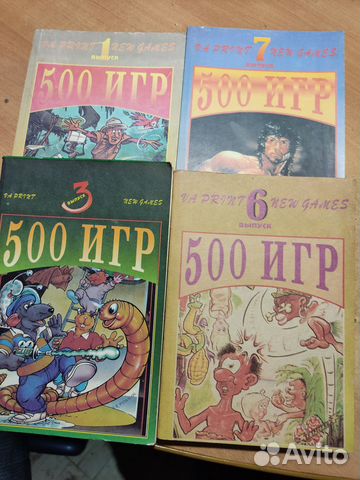 VA PRINT 1 NEW GAMES
ВЫПУСК
500 ИГР
VA PRINT 7 NEW GAMES
ВЫПУСК
500 ИГР
VA PRINT 3 NEW GAMES
ВЫПУСК
500 ИГР
VA PRINT 6 NEW GAMES
ВЫПУСК
500 ИГР
Avito